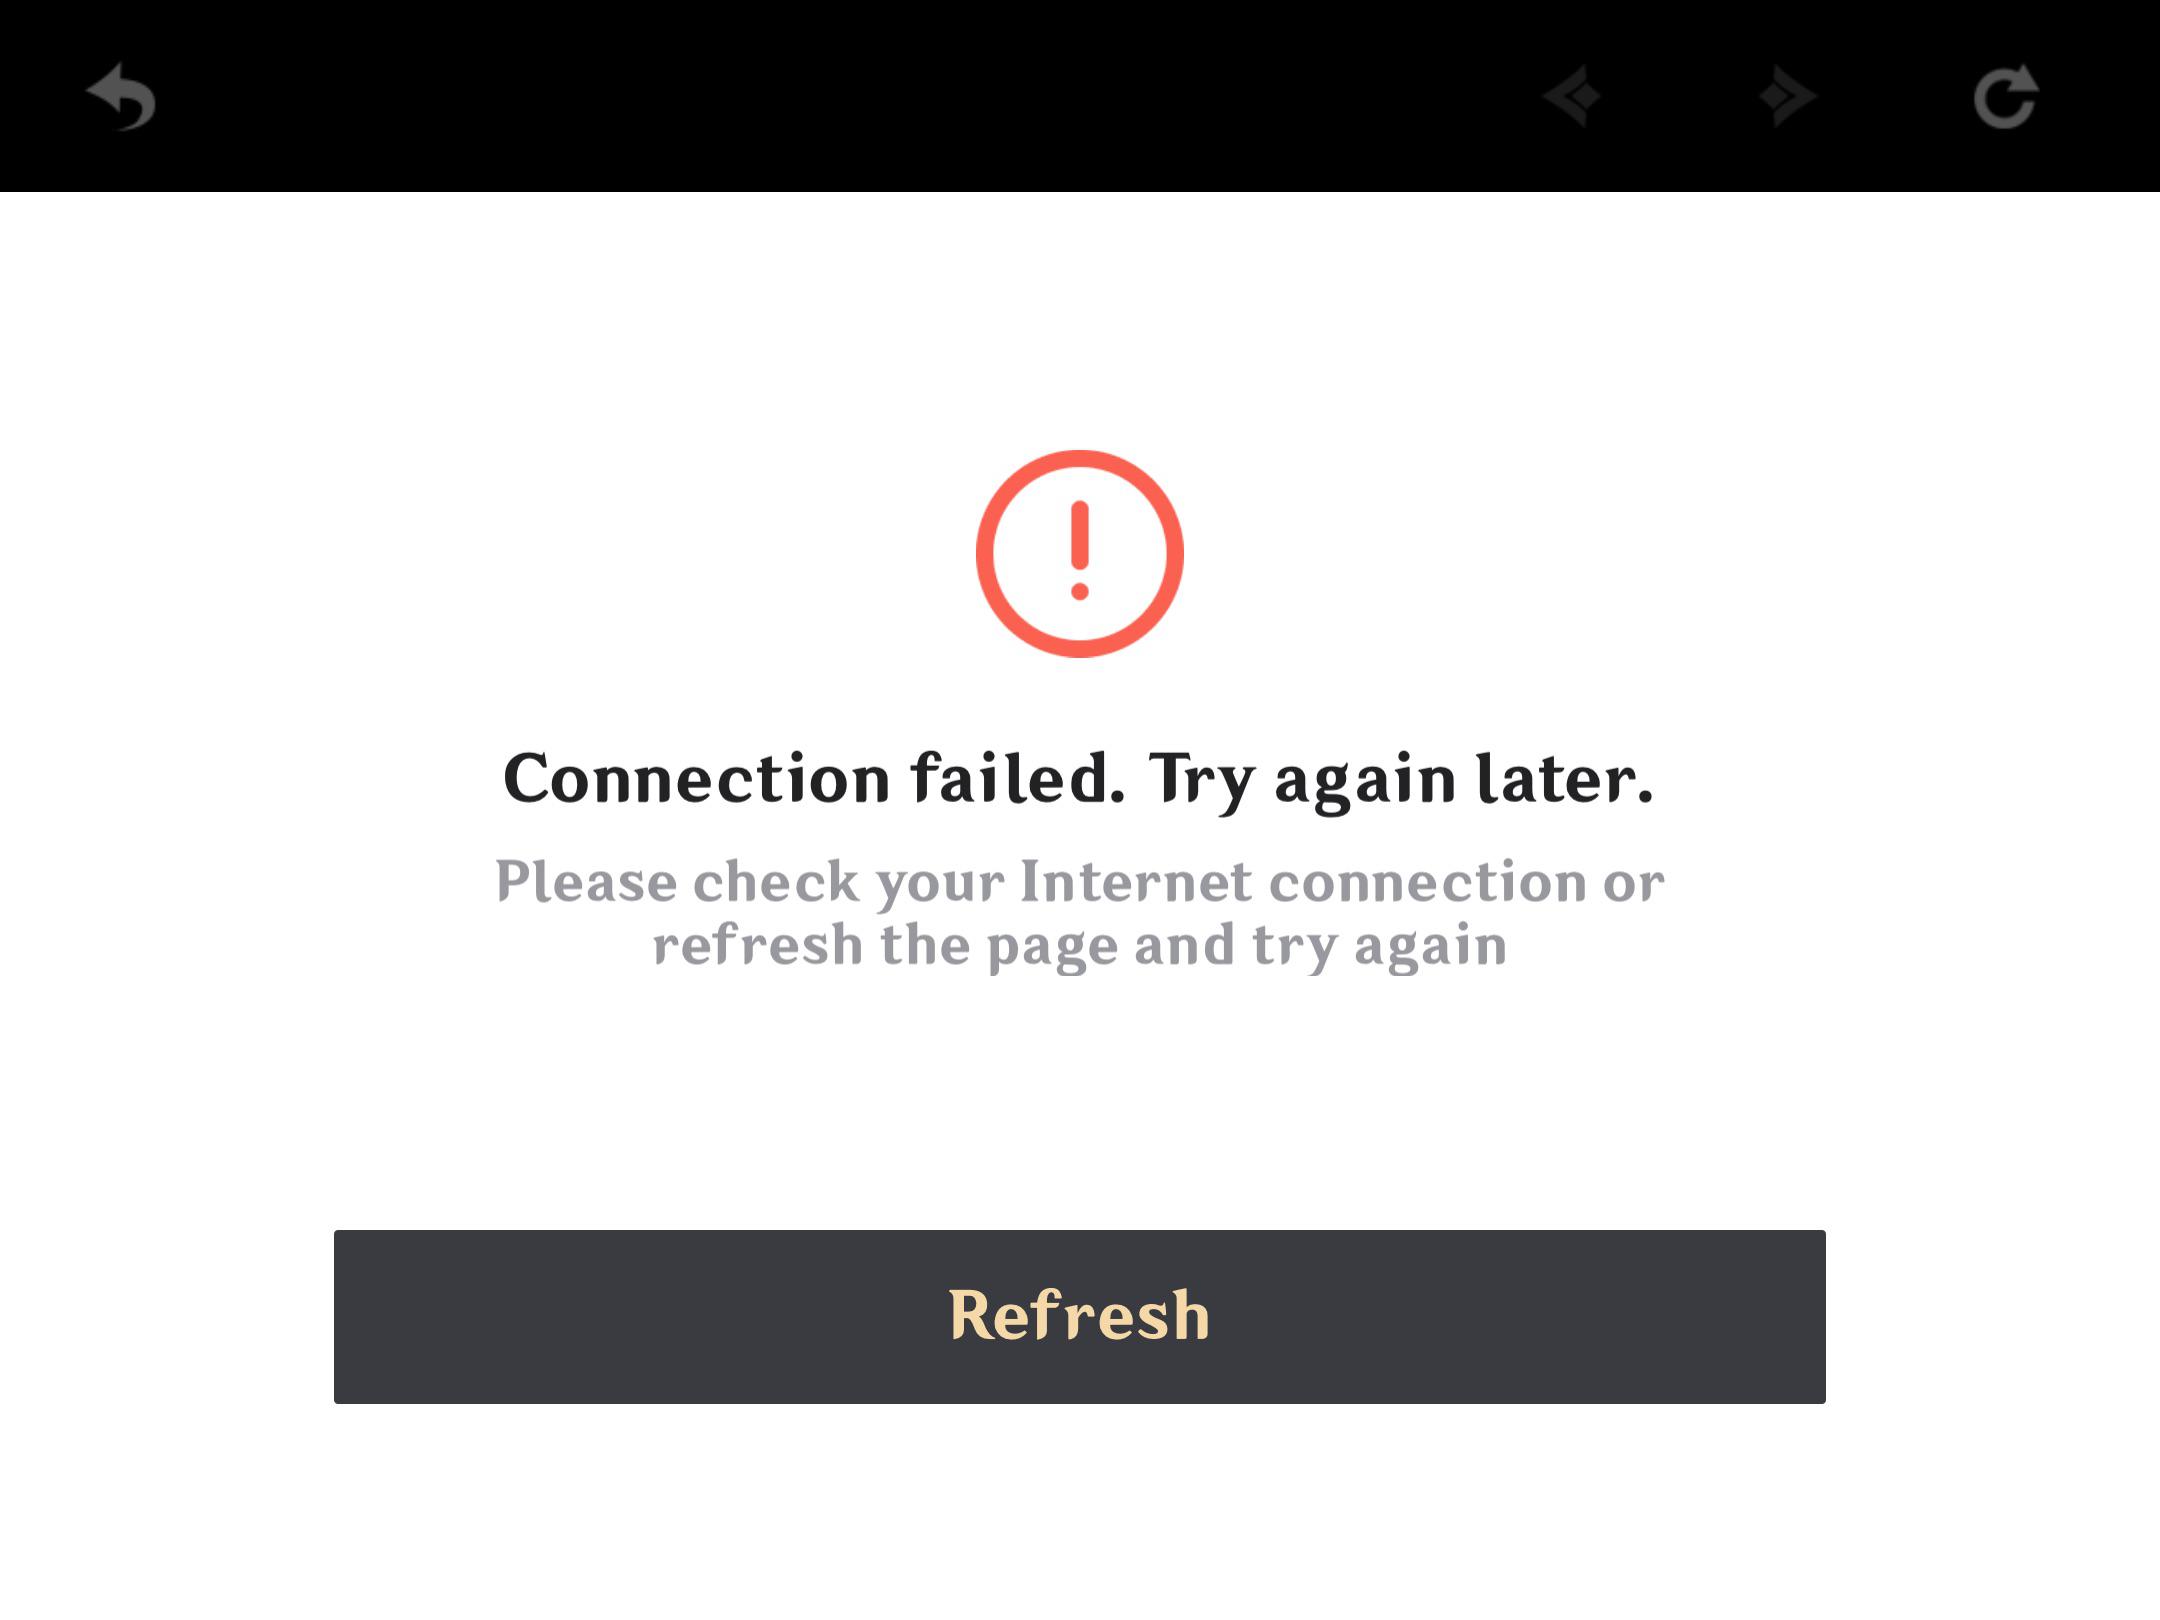 Connection failed. Try again later.
Please check your Internet connection or
refresh the page and try again
Refresh